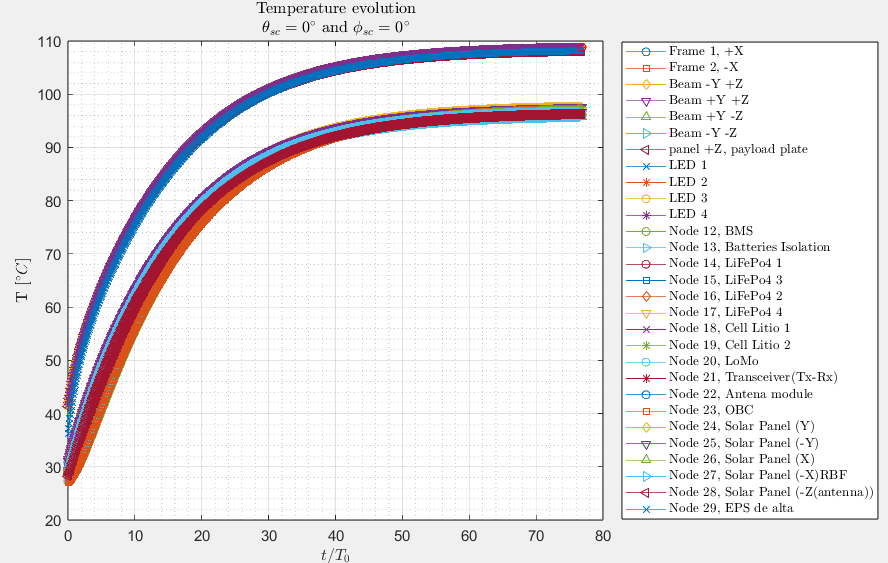 Temperature evolution
θsc = 0° and ϕsc = 0°
110
100
90
80
70
60
50
40
30
20
T [°C]
0
10
20
30
40
50
60
70
80
t/T0
Frame 1, +X
Frame 2, -X
Beam -Y +Z
Beam +Y +Z
Beam +Y -Z
Beam -Y -Z
panel +Z, payload plate
LED 1
LED 2
LED 3
LED 4
Node 12, BMS
Node 13, Batteries Isolation
Node 14, LiFePo4 1
Node 15, LiFePo4 3
Node 16, LiFePo4 2
Node 17, LiFePo4 4
Node 18, Cell Litio 1
Node 19, Cell Litio 2
Node 20, LoMo
Node 21, Transceiver(Tx-Rx)
Node 22, Antena module
Node 23, OBC
Node 24, Solar Panel (Y)
Node 25, Solar Panel (-Y)
Node 26, Solar Panel (X)
Node 27, Solar Panel (-X)RBF
Node 28, Solar Panel (-Z(antenna))
Node 29, EPS de alta